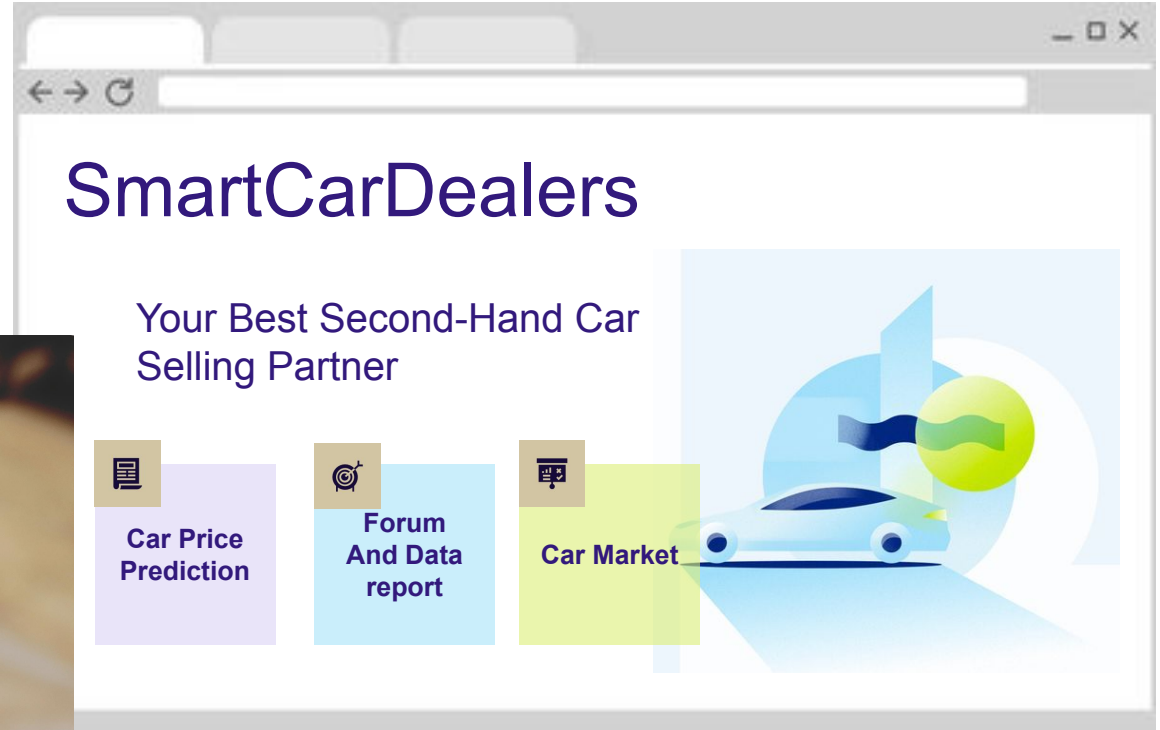 SmartCarDealers
Your Best Second-Hand Car
Selling Partner
Car Price
Prediction
Forum
And Data
report
Car Market